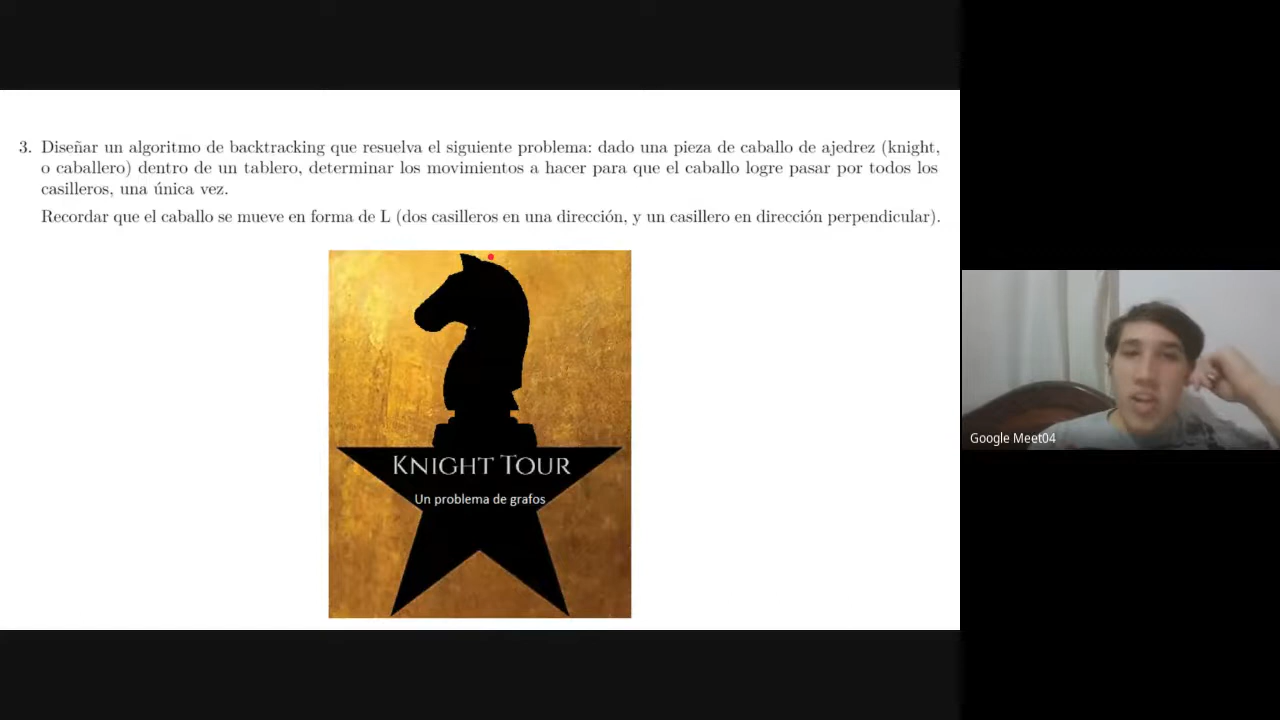 3. Diseñar un algoritmo de backtracking que resuelva el siguiente problema: dado una pieza de caballo de ajedrez (knight,
o caballero) dentro de un tablero, determinar los movimientos a hacer para que el caballo logre pasar por todos los
casilleros, una única vez.
Recordar que el caballo se mueve en forma de L (dos casilleros en una dirección, y un casillero en dirección perpendicular).
KNIGHT TOUR
Un problema de grafos
Google Meet04